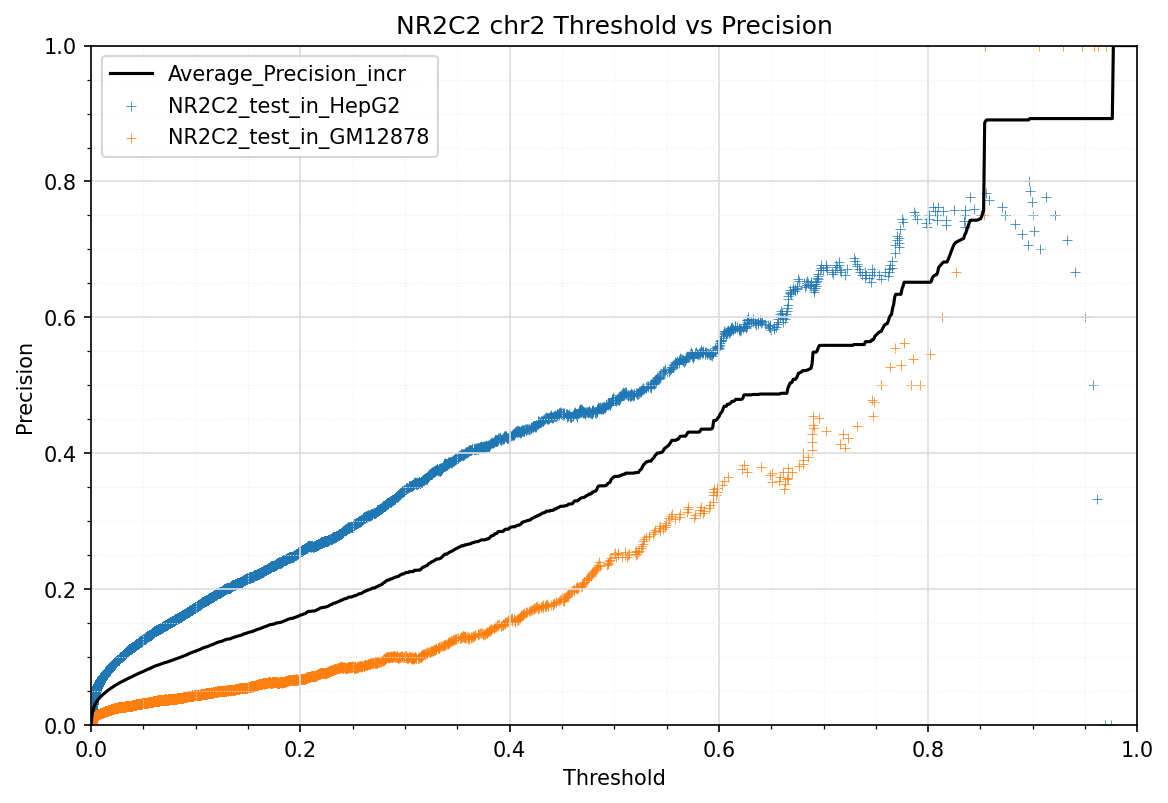 NR2C2 chr2 Threshold vs Precision
Average_Precision_incr
NR2C2_test_in_HepG2
NR2C2_test_in_GM12878
Precision
1.0
0.8
0.6
0.4
0.2
0.0
0.0 0.2 0.4 0.6 0.8 1.0
Threshold